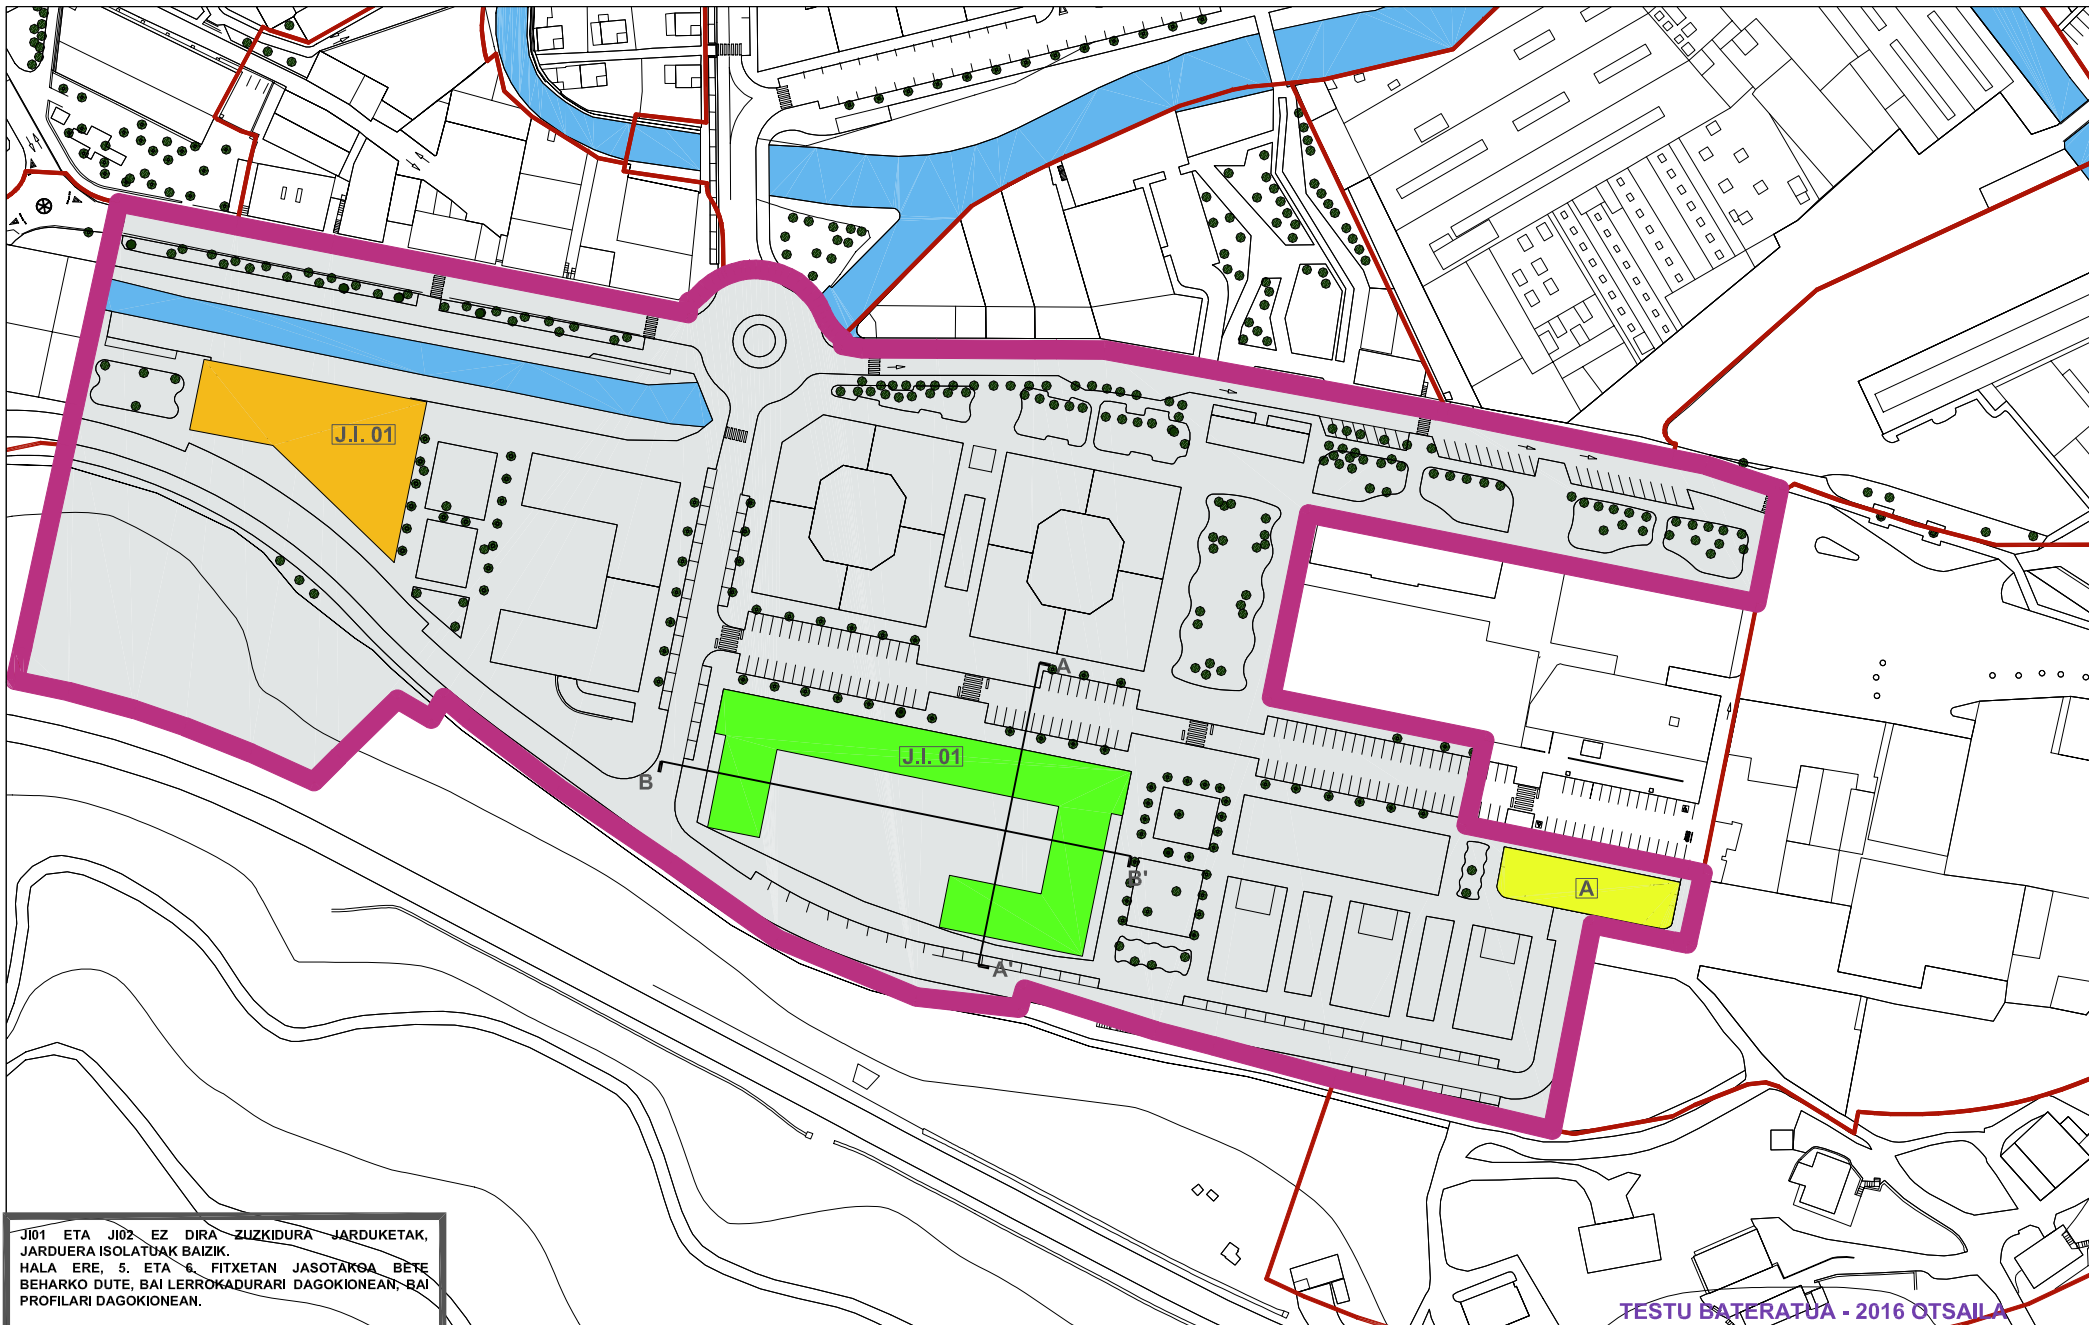 J.I. 01
A
J.I. 01
B
B'
A
A'
JI01 ETA JI02 EZ DIRA ZUZKIDURA JARDUKETAK,
JARDUERA ISOLATUAK BAIZIK.
HALA ERE, 5. ETA 6. FITXETAN JASOTAKOA BETE
BEHARKO DUTE, BAI LERROKADURARI DAGOKIONEAN, BAI
PROFILARI DAGOKIONEAN.
TESTU BATERATUA - 2016 OTSAILA